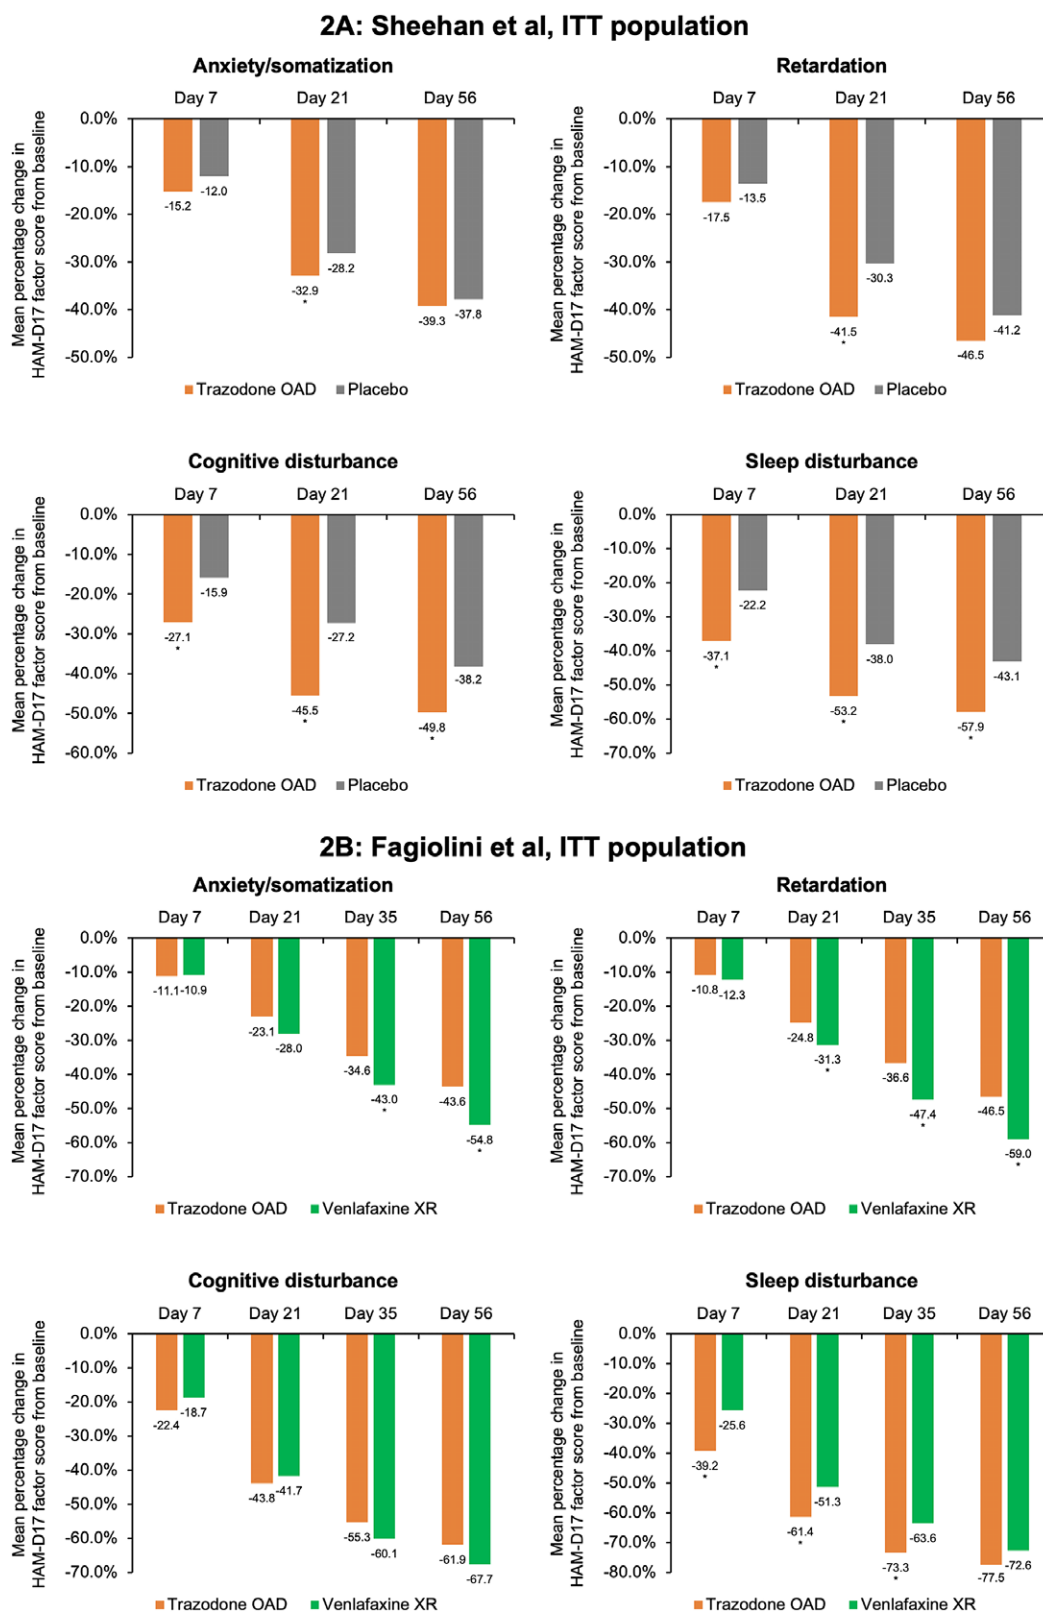 2A: Sheehan et al, ITT population
Anxiety/somatization
Mean percentage change in
HAM-D17 factor score from baseline
Day 7 Day 21 Day 56
0.0%
-10.0%
-20.0%
-30.0%
-40.0%
-50.0%
-15.2 -12.0
-32.9 -28.2
*
-39.3 -37.8
Trazodone OAD Placebo
Retardation
Mean percentage change in
HAM-D17 factor score from baseline
Day 7 Day 21 Day 56
0.0%
-10.0%
-20.0%
-30.0%
-40.0%
-50.0%
-17.5 -13.5
-41.5 -30.3
*
-46.5 -41.2
Trazodone OAD Placebo
Cognitive disturbance
Mean percentage change in
HAM-D17 factor score from baseline
Day 7 Day 21 Day 56
0.0%
-10.0%
-20.0%
-30.0%
-40.0%
-50.0%
-60.0%
-27.1 -15.9
*
-45.5 -27.2
*
-49.8 -38.2
*
Trazodone OAD Placebo
Sleep disturbance
Mean percentage change in
HAM-D17 factor score from baseline
Day 7 Day 21 Day 56
0.0%
-10.0%
-20.0%
-30.0%
-40.0%
-50.0%
-60.0%
-70.0%
-37.1 -22.2
*
-53.2 -38.0
*
-57.9 -43.1
*
Trazodone OAD Placebo
2B: Fagiolini et al, ITT population
Anxiety/somatization
Mean percentage change in
HAM-D17 factor score from baseline
Day 7 Day 21 Day 35 Day 56
0.0%
-10.0%
-20.0%
-30.0%
-40.0%
-50.0%
-60.0%
-70.0%
-11.1 -10.9
-23.1 -28.0
-34.6 -43.0
*
-43.6 -54.8
*
Trazodone OAD Venlafaxine XR
Retardation
Mean percentage change in
HAM-D17 factor score from baseline
Day 7 Day 21 Day 35 Day 56
0.0%
-10.0%
-20.0%
-30.0%
-40.0%
-50.0%
-60.0%
-70.0%
-10.8 -12.3
-24.8 -31.3
*
-36.6 -47.4
*
-46.5 -59.0
*
Trazodone OAD Venlafaxine XR
Cognitive disturbance
Mean percentage change in
HAM-D17 factor score from baseline
Day 7 Day 21 Day 35 Day 56
0.0%
-10.0%
-20.0%
-30.0%
-40.0%
-50.0%
-60.0%
-70.0%
-22.4 -18.7
-43.8 -41.7
-55.3 -60.1
-61.9 -67.7
Trazodone OAD Venlafaxine XR
Sleep disturbance
Mean percentage change in
HAM-D17 factor score from baseline
Day 7 Day 21 Day 35 Day 56
0.0%
-10.0%
-20.0%
-30.0%
-40.0%
-50.0%
-60.0%
-70.0%
-80.0%
-39.2 -25.6
*
-61.4 -51.3
*
-73.3 -63.6
*
-77.5 -72.6
Trazodone OAD Venlafaxine XR